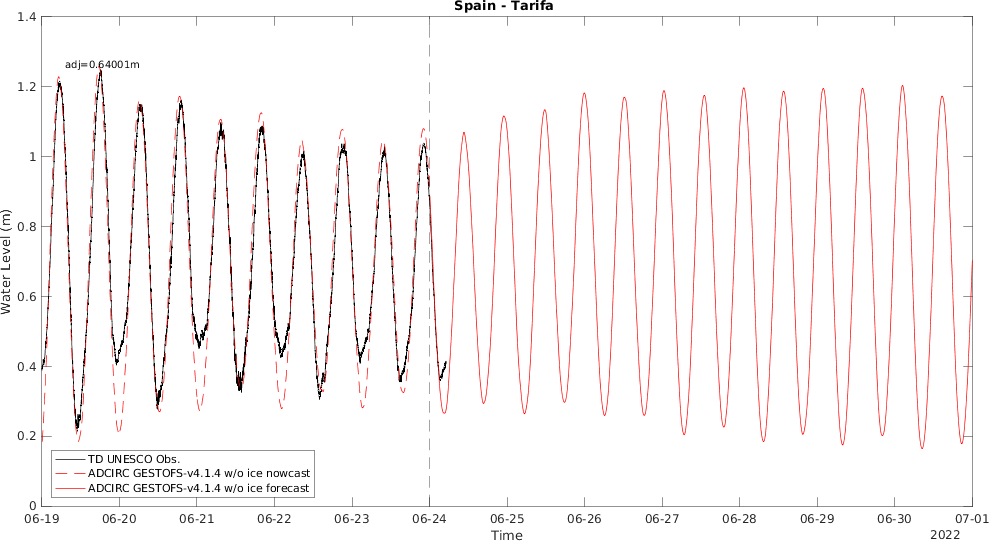 Spain - Tarifa
1.4
1.2
1
0.8
0.6
0.4
0.2
0
Water Level (m)
adj=0.64001m
TD UNESCO Obs.
ADCIRC GESTOFS-v4.1.4 w/o ice nowcast
ADCIRC GESTOFS-v4.1.4 w/o ice forecast
06-19 06-20 06-21 06-22 06-23 06-24 06-25 06-26 06-27 06-28 06-29 06-30 07-01
Time
2022